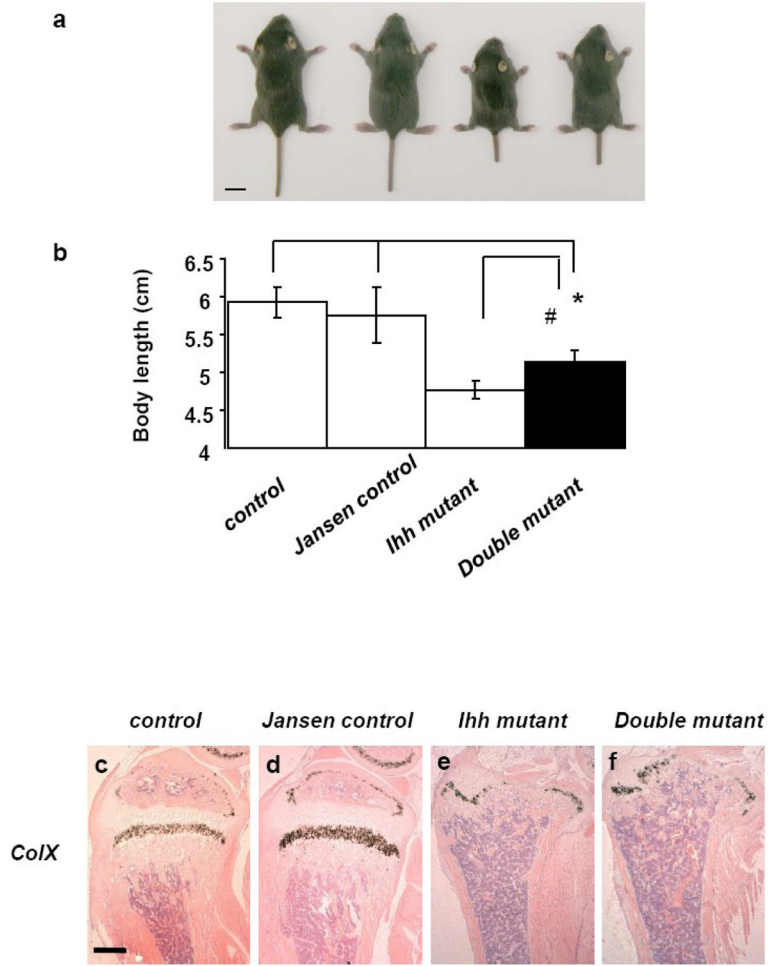 a
b
Body length (cm)
6.5
6
5.5
5
4.5
4
#
*
control
Jansen control
Ihh mutant
Double mutant
control
Jansen control
Ihh mutant
Double mutant
ColX
c
d
e
f